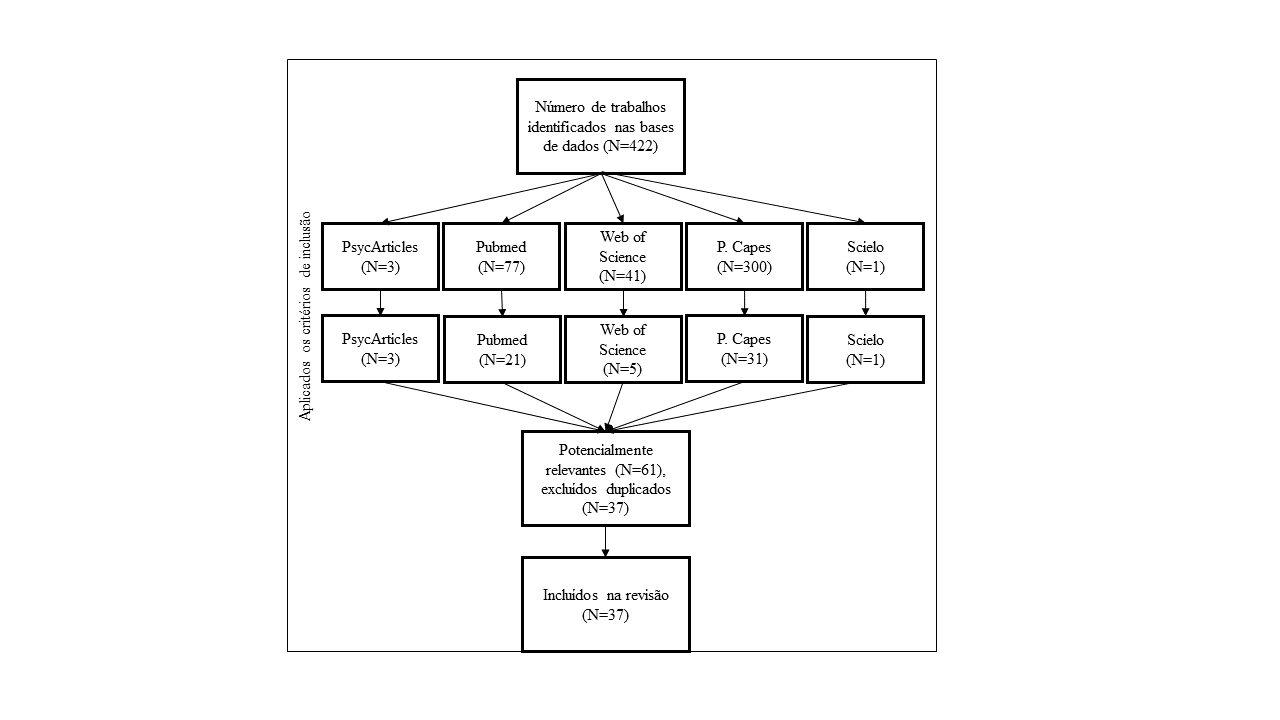 Número de trabalhos
identificados nas bases
de dados (N=422)
Aplicados os critérios de inclusão
PsycArticles
(N=3)
Pubmed
(N=77)
Web of
Science
(N=41)
P. Capes
(N=300)
Scielo
(N=1)
PsycArticles
(N=3)
Pubmed
(N=21)
Web of
Science
(N=5)
P. Capes
(N=31)
Scielo
(N=1)
Potencialmente
relevantes (N=61),
excluidos duplicados
(N=37)
Incluidos na revisão
(N=37)